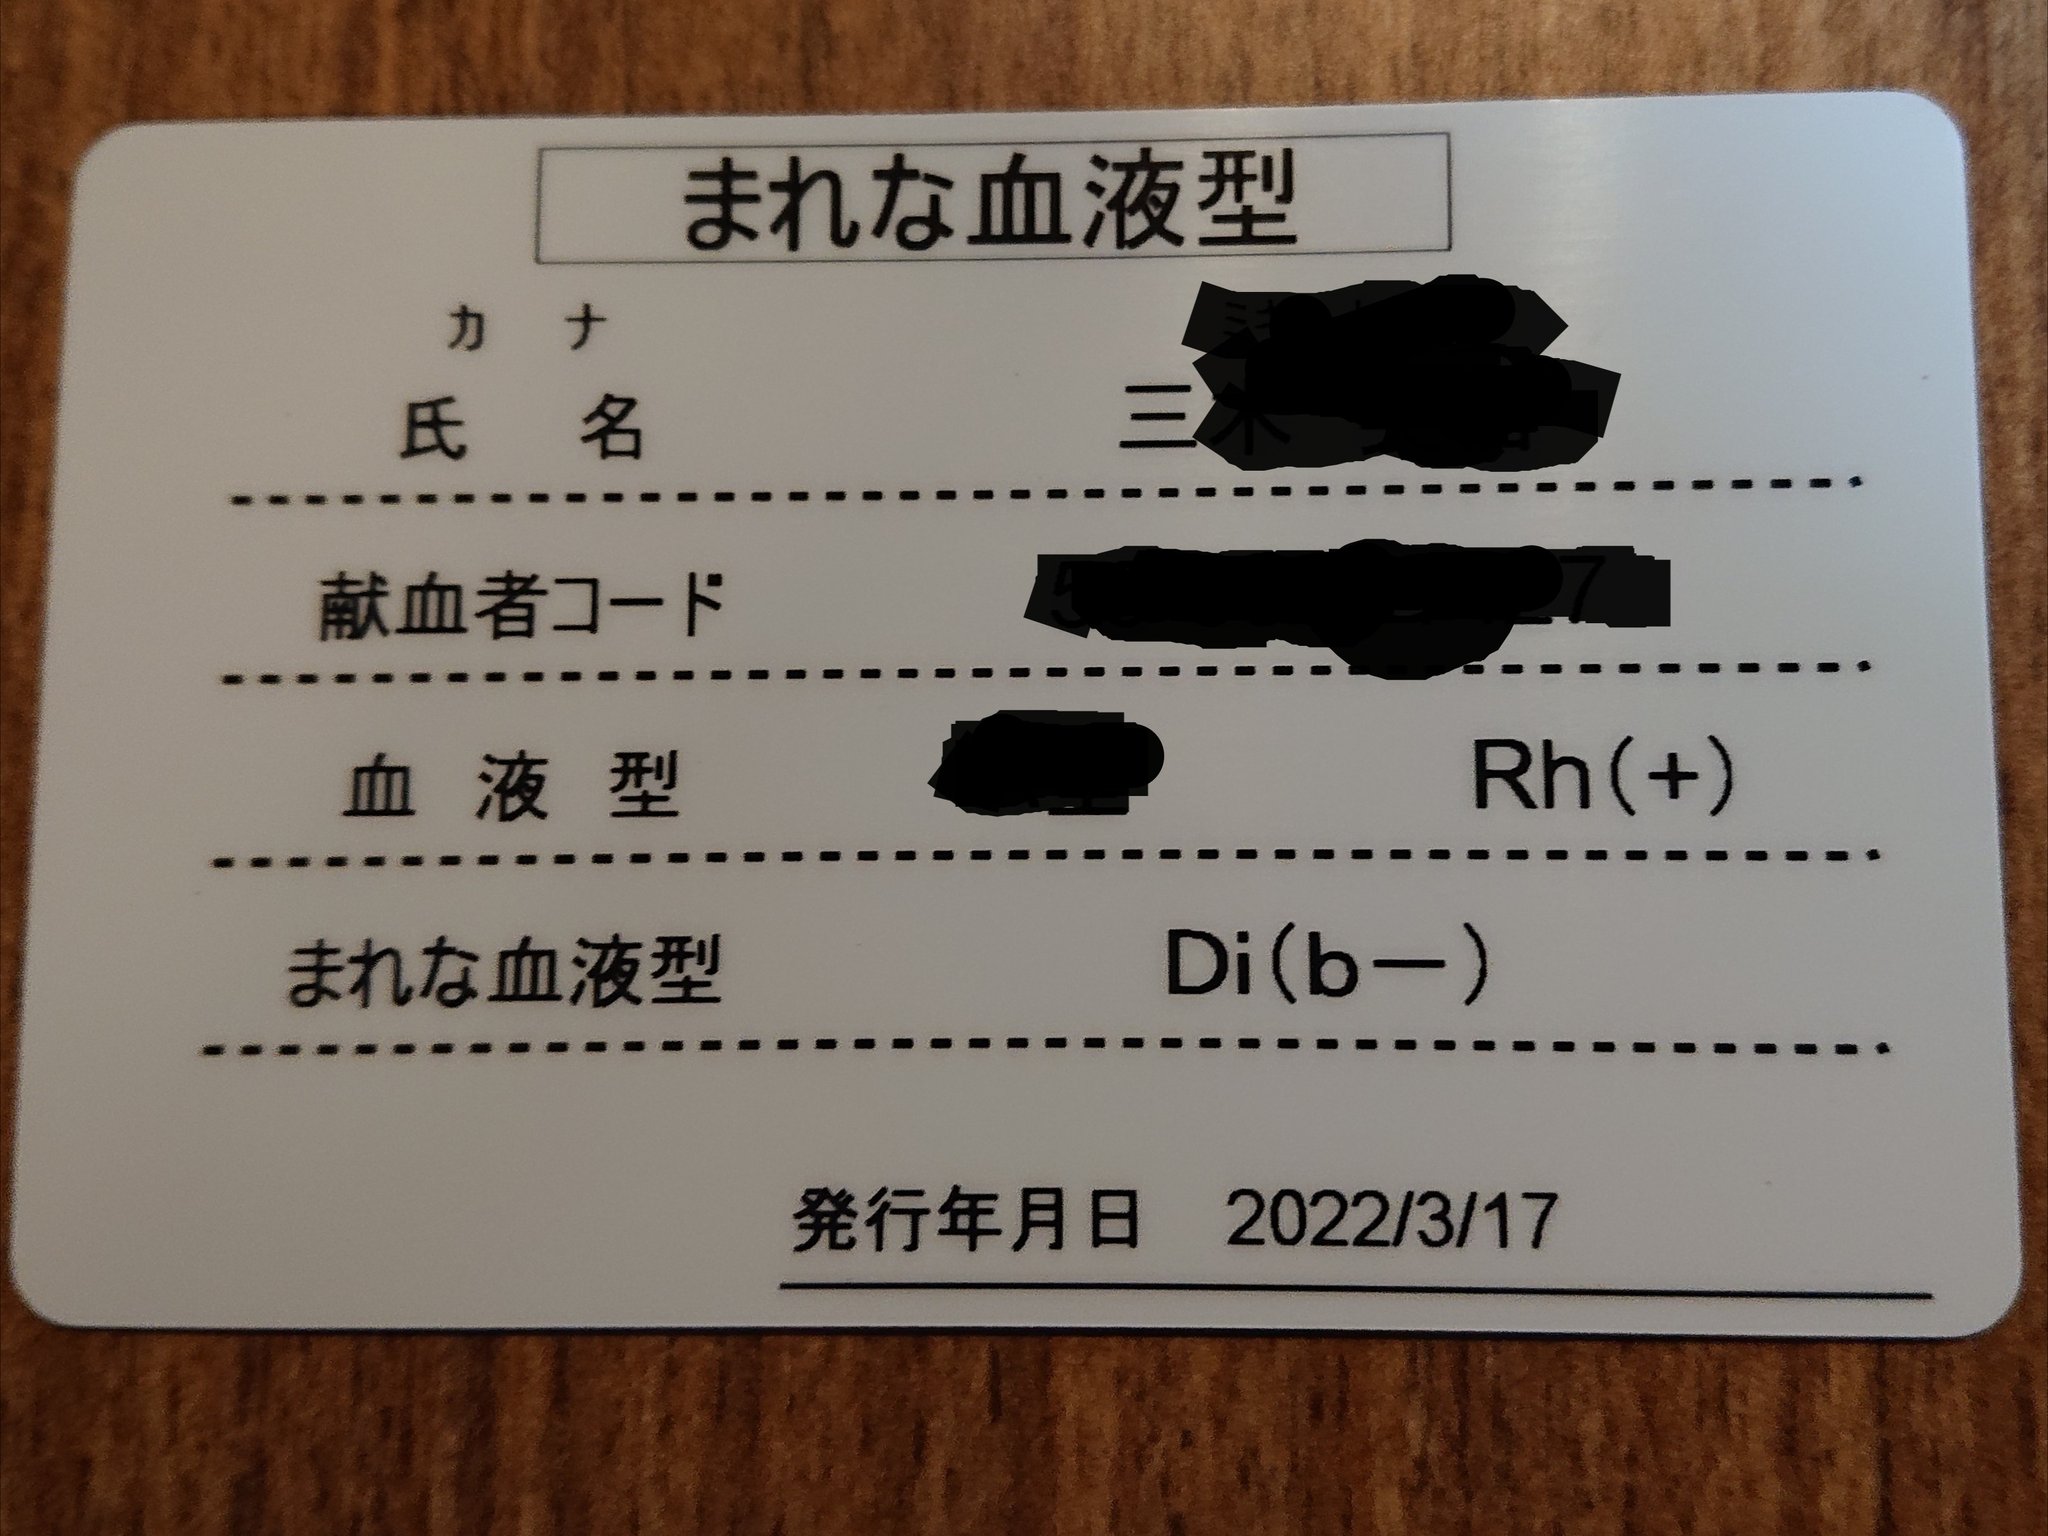 まれな血液型
カナ
氏名 三
献血者コード
血液型 Rh(+)
まれな血液型 Di(b－)
発行年月日 2022/3/17